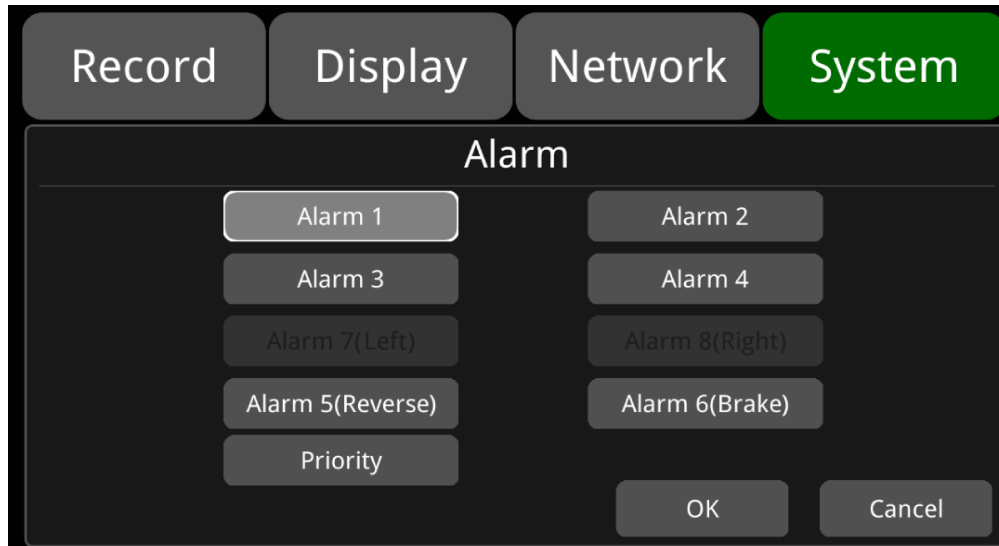 Record Display Network System
Alarm
Alarm 1 Alarm 2
Alarm 3 Alarm 4
Alarm 7(Left) Alarm 8(Right)
Alarm 5(Reverse) Alarm 6(Brake)
Priority
OK Cancel